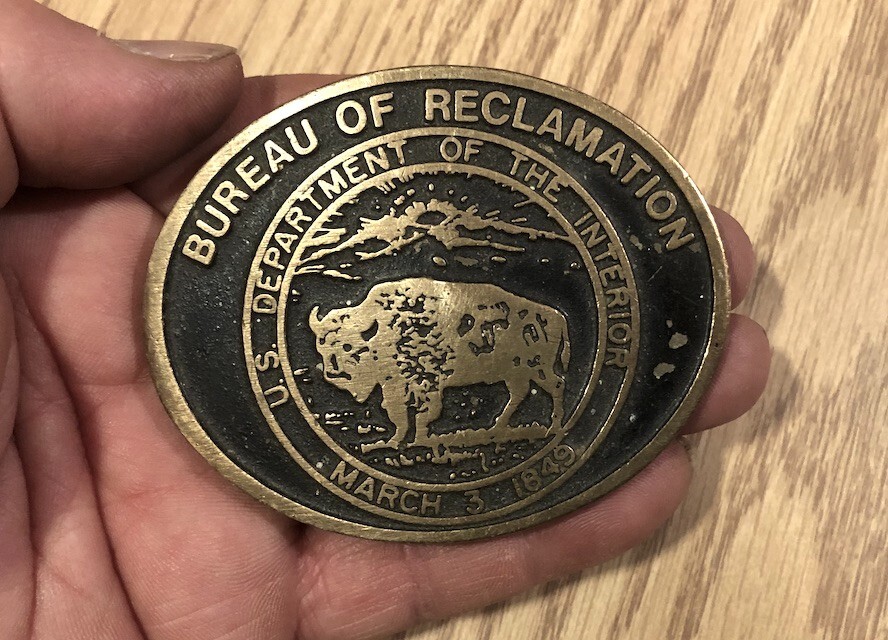 BUREAU OF RECLAMATION
U.S. DEPARTMENT OF THE INTERIOR
MARCH 3 1849